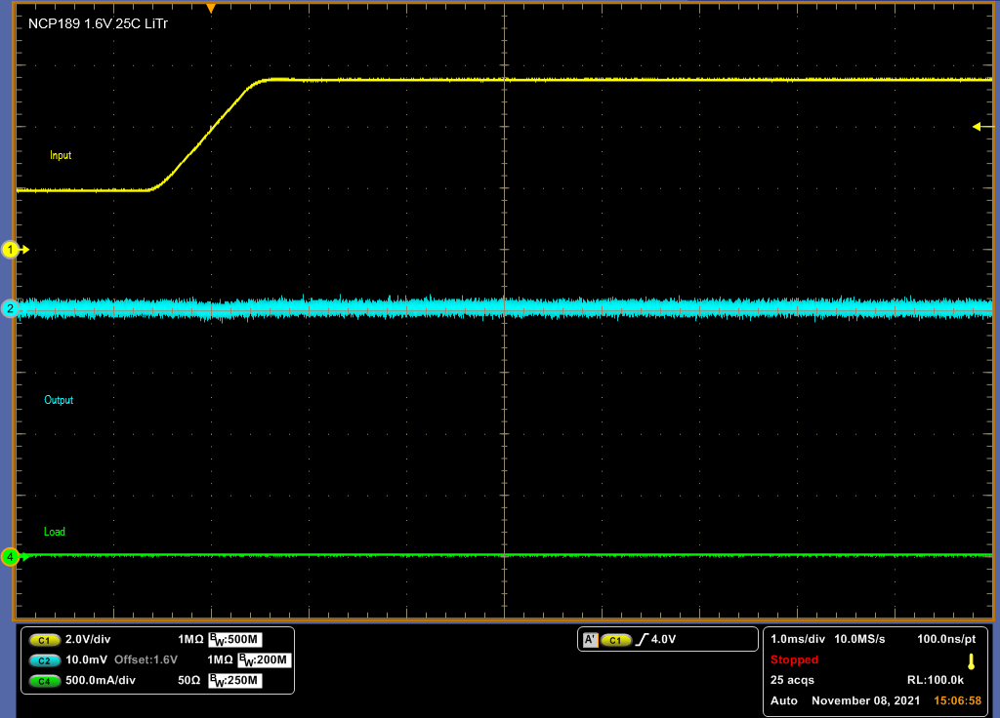 NCP189 1.6V 25C LiTr
Input
1
2
Output
Load
4
C1 2.0V/div 1MΩ BW:500M
C2 10.0mV Offset:1.6V 1MΩ BW:200M
C4 500.0mA/div 50Ω BW:250M
A' C1 4.0V
1.0ms/div 10.0MS/s 100.0ns/pt
Stopped
25 acqs RL:100.0k
Auto November 08, 2021 15:06:58